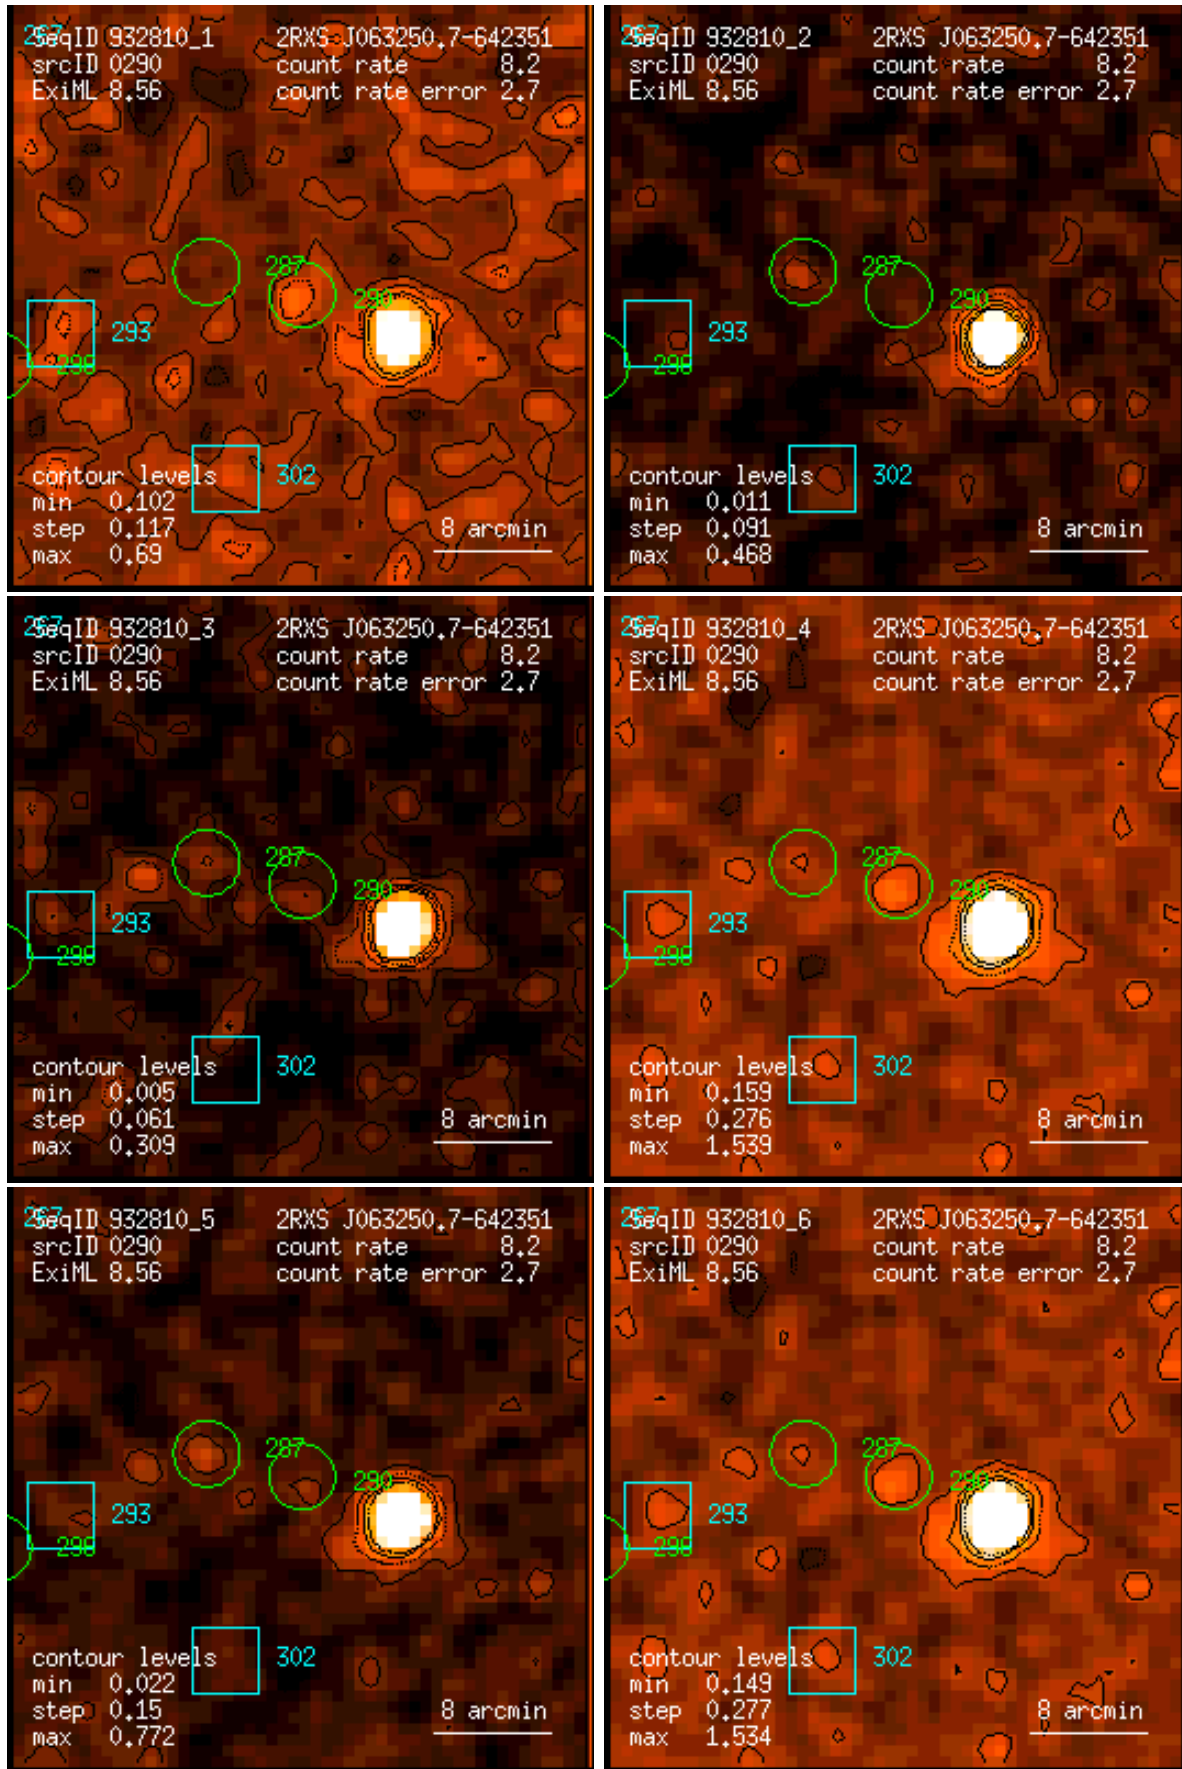 267 SeqID 932810_1 2RXS J063250.7-642351
srcID 0290 count rate 8.2
ExiML 8.56 count rate error 2.7
287
290
293
298
302
contour levels
min 0.102
step 0.117 8 arcmin
max 0.69
267 SeqID 932810_2 2RXS J063250.7-642351
srcID 0290 count rate 8.2
ExiML 8.56 count rate error 2.7
287
290
293
298
302
contour levels
min 0.011
step 0.091 8 arcmin
max 0.468
267 SeqID 932810_3 2RXS J063250.7-642351
srcID 0290 count rate 8.2
ExiML 8.56 count rate error 2.7
287
290
293
298
302
contour levels
min 0.005
step 0.061 8 arcmin
max 0.309
267 SeqID 932810_4 2RXS J063250.7-642351
srcID 0290 count rate 8.2
ExiML 8.56 count rate error 2.7
287
290
293
298
302
contour levels
min 0.159
step 0.276 8 arcmin
max 1.539
267 SeqID 932810_5 2RXS J063250.7-642351
srcID 0290 count rate 8.2
ExiML 8.56 count rate error 2.7
287
290
293
298
302
contour levels
min 0.022
step 0.15 8 arcmin
max 0.772
267 SeqID 932810_6 2RXS J063250.7-642351
srcID 0290 count rate 8.2
ExiML 8.56 count rate error 2.7
287
290
293
298
302
contour levels
min 0.149
step 0.277 8 arcmin
max 1.534